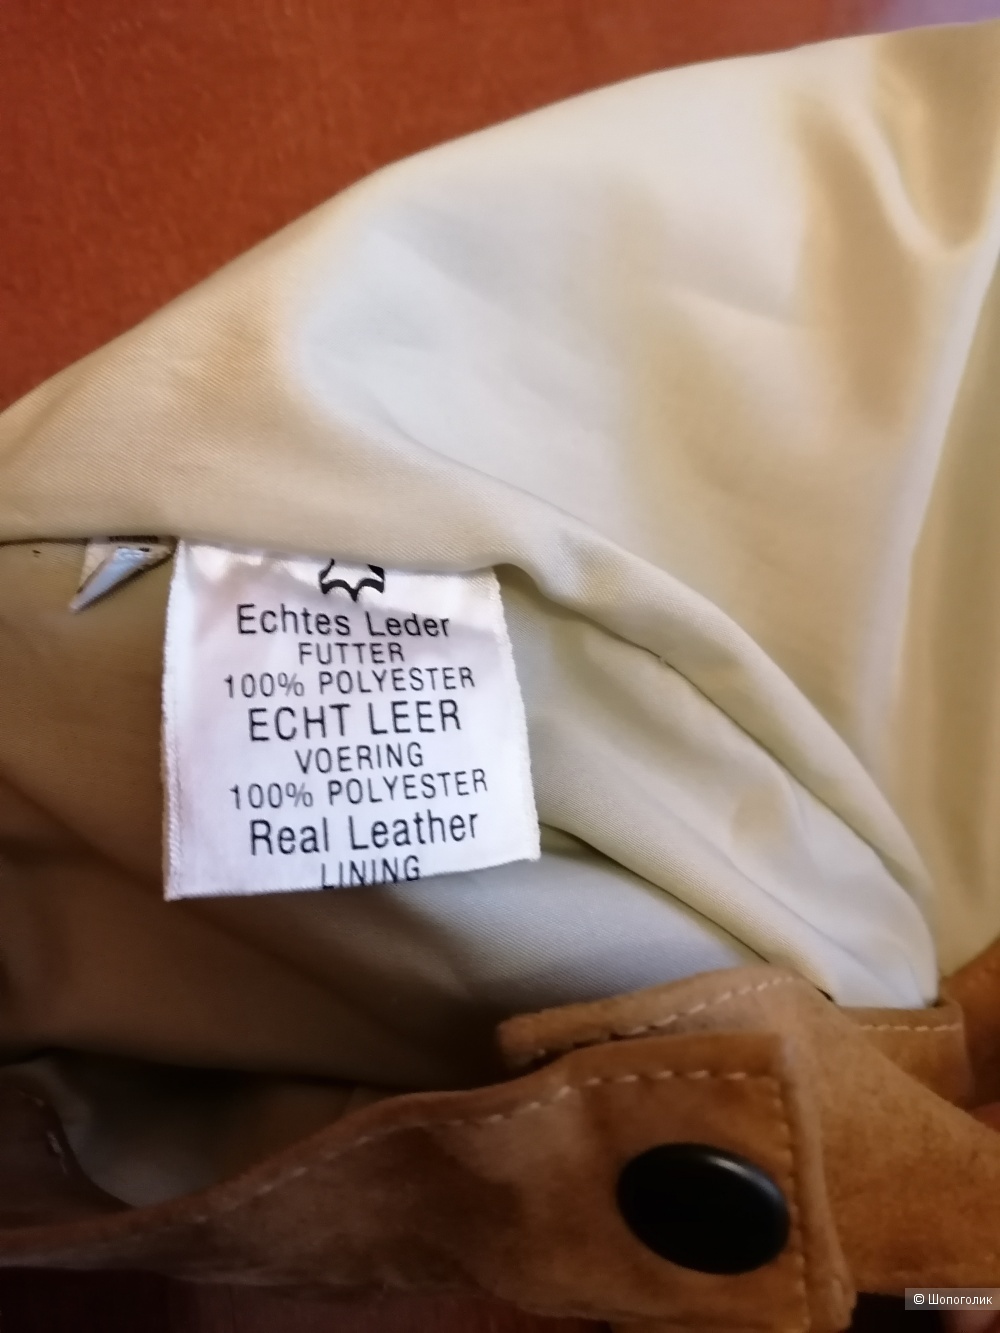 Echtes Leder
FUTTER
100% POLYESTER
ECHT LEER
VOERING
100% POLYESTER
Real Leather
LINING
© Шопоголик